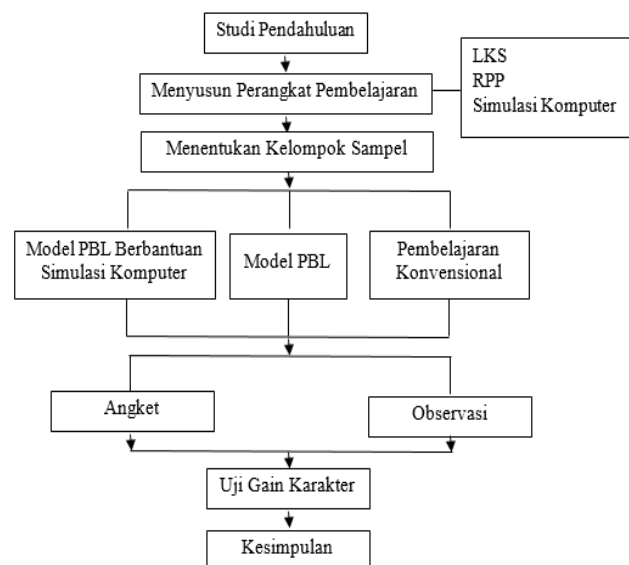 Studi Pendahuluan
LKS
RPP
Simulasi Komputer
Menyusun Perangkat Pembelajaran
Menentukan Kelompok Sampel
Model PBL Berbantuan
Simulasi Komputer
Model PBL
Pembelajaran
Konvensional
Angket
Observasi
Uji Gain Karakter
Kesimpulan